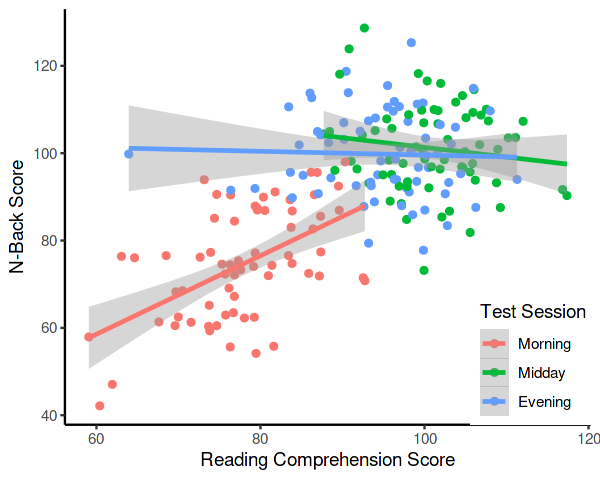 120
100
80
60
40
N-Back Score
60
80
100
120
Reading Comprehension Score
Test Session
Morning
Midday
Evening